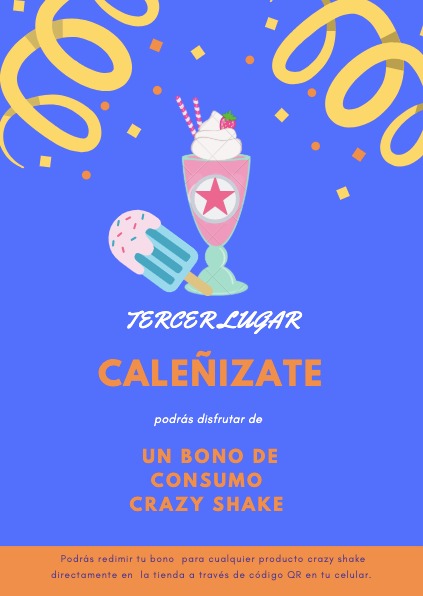 TERCER LUGAR
CALEÑIZATE
podrás disfrutar de
UN BONO DE
CONSUMO
CRAZY SHAKE
Podrás redimir tu bono para cualquier producto crazy shake
directamente en la tienda a través de código QR en tu celular.